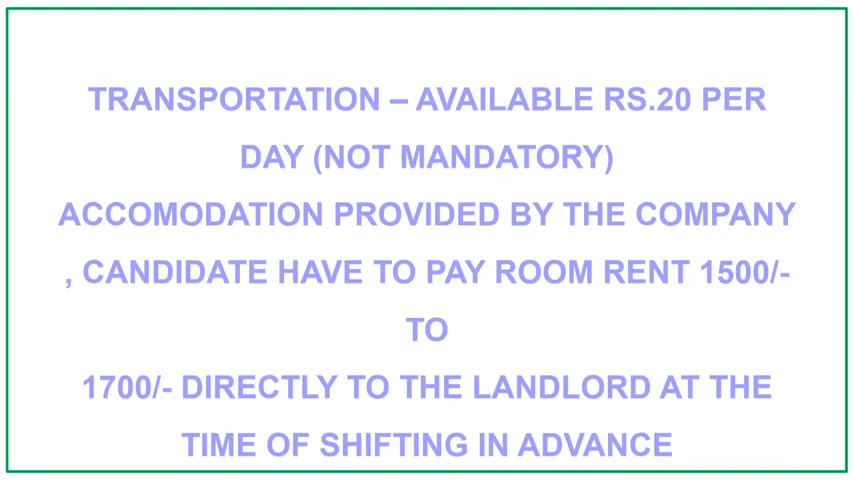 TRANSPORTATION – AVAILABLE RS.20 PER
DAY (NOT MANDATORY)
ACCOMODATION PROVIDED BY THE COMPANY
, CANDIDATE HAVE TO PAY ROOM RENT 1500/-
TO
1700/- DIRECTLY TO THE LANDLORD AT THE
TIME OF SHIFTING IN ADVANCE